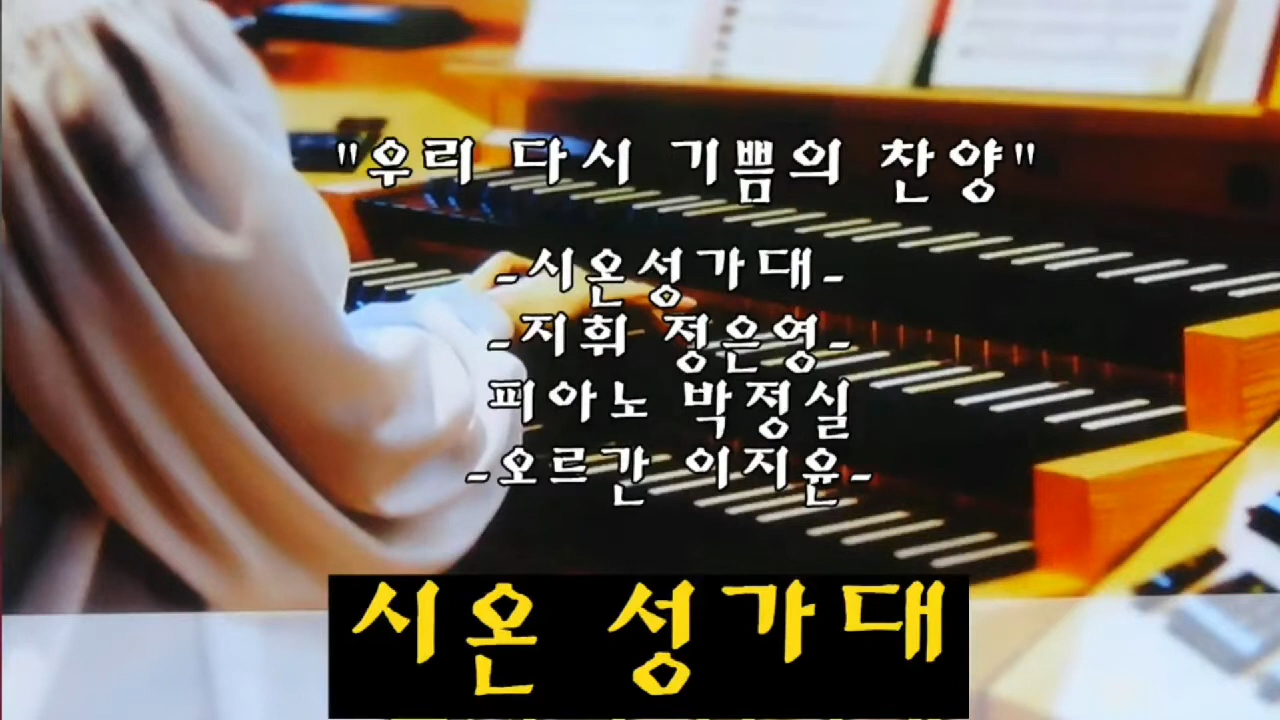 "우리 다시 기쁨의 찬양"
-시온성가대-
-지휘 정은영-
피아노 박정실
-오르간 이지윤-
시온 성가대